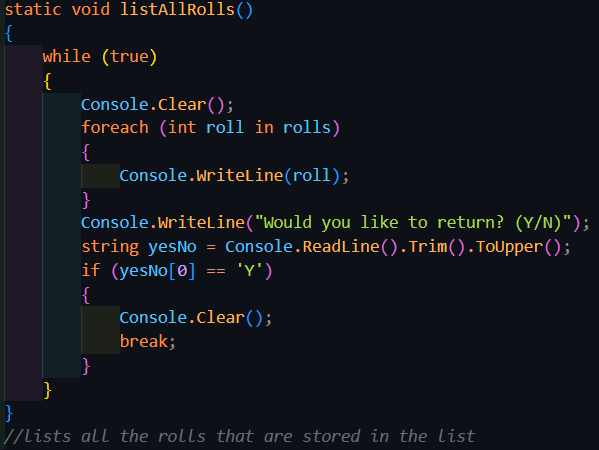 static void listAllRolls()
{
    while (true)
    {
        Console.Clear();
        foreach (int roll in rolls)
        {
            Console.WriteLine(roll);
        }
        Console.WriteLine("Would you like to return? (Y/N)");
        string yesNo = Console.ReadLine().Trim().ToUpper();
        if (yesNo[0] == 'Y')
        {
            Console.Clear();
            break;
        }
    }
}
//lists all the rolls that are stored in the list